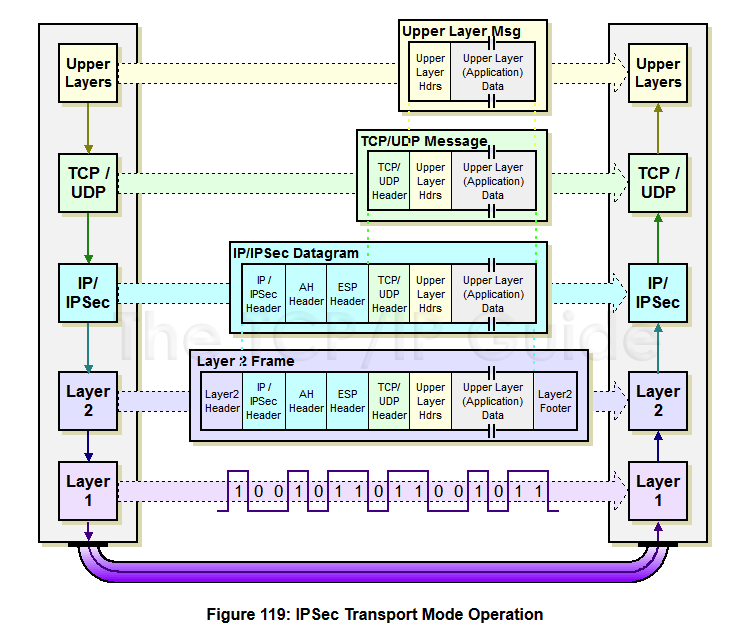 Upper Layer Msg
Upper
Layers
Upper
Layer
Hdrs
Upper Layer
(Application)
Data
Upper
Layers
TCP/UDP Message
TCP /
UDP
TCP/
UDP
Header
Upper
Layer
Hdrs
Upper Layer
(Application)
Data
TCP /
UDP
IP/IPSec Datagram
IP/
IPSec
IP /
IPSec
Header
AH
Header
ESP
Header
TCP/
UDP
Header
Upper
Layer
Hdrs
Upper Layer
(Application)
Data
IP/
IPSec
The TCP/IP Guide
Layer 2 Frame
Layer
2
Layer2
Header
IP /
IPSec
Header
AH
Header
ESP
Header
TCP/
UDP
Header
Upper
Layer
Hdrs
Upper Layer
(Application)
Data
Layer2
Footer
Layer
2
Layer
1
1 0 0 1 0 1 1 0 1 1 0 0 1 0 1 1
Layer
1
Figure 119: IPSec Transport Mode Operation